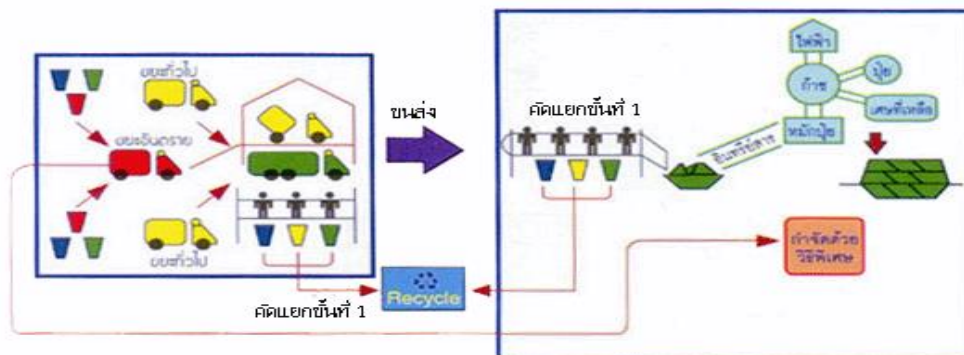 ขยะทั่วไป
ขยะอันตราย
ขยะทั่วไป
คัดแยกขั้นที่ 1
Recycle
ขนส่ง
คัดแยกขั้นที่ 1
ไฟฟ้า
ก๊าซ
ปุ๋ย
เศษที่เหลือ
หมักปุ๋ย
อินทรีย์สาร
กำจัดด้วย
วิธีพิเศษ